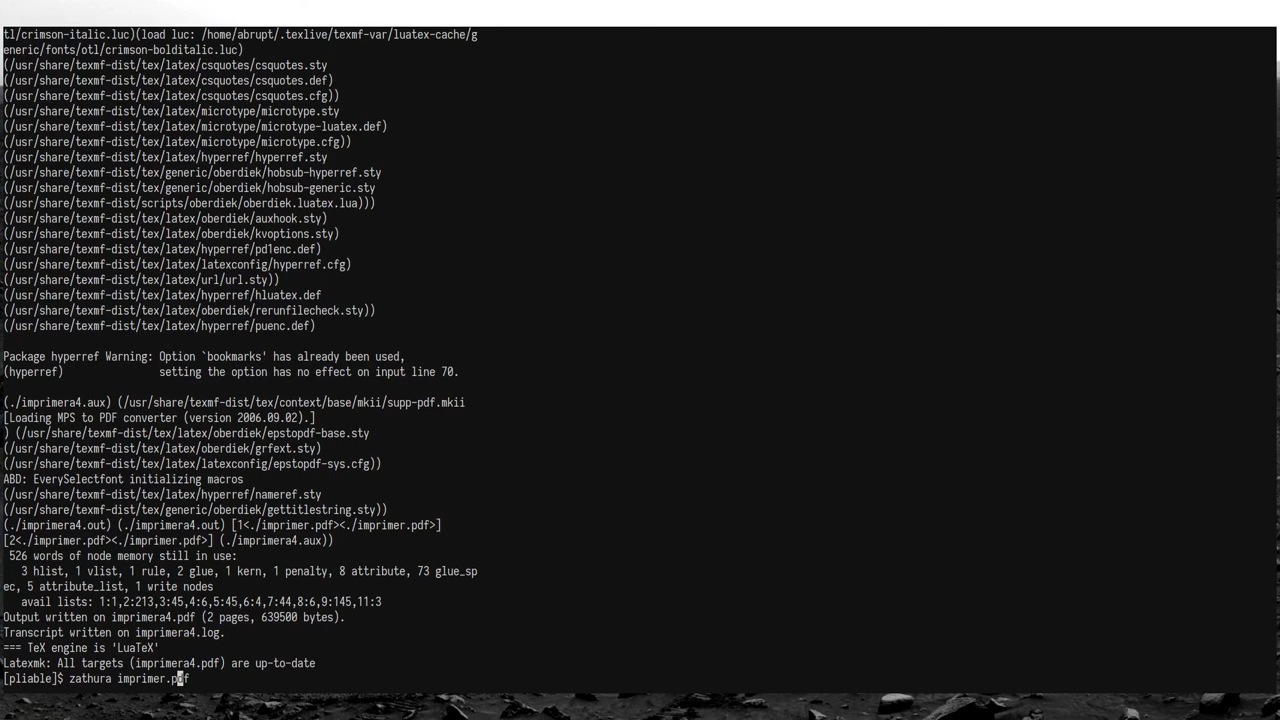 tl/crimson-italic.luc)(load luc: /home/abrupt/.texlive/texmf-var/luatex-cache/g
eneric/fonts/otl/crimson-bolditalic.luc)
(/usr/share/texmf-dist/tex/latex/csquotes/csquotes.sty
(/usr/share/texmf-dist/tex/latex/csquotes/csquotes.def)
(/usr/share/texmf-dist/tex/latex/csquotes/csquotes.cfg))
(/usr/share/texmf-dist/tex/latex/microtype/microtype.sty
(/usr/share/texmf-dist/tex/latex/microtype/microtype-luatex.def)
(/usr/share/texmf-dist/tex/latex/microtype/microtype.cfg))
(/usr/share/texmf-dist/tex/latex/hyperref/hyperref.sty
(/usr/share/texmf-dist/tex/generic/oberdiek/hobsub-hyperref.sty
(/usr/share/texmf-dist/tex/generic/oberdiek/hobsub-generic.sty
(/usr/share/texmf-dist/scripts/oberdiek/oberdiek.luatex.lua)))
(/usr/share/texmf-dist/tex/latex/oberdiek/auxhook.sty)
(/usr/share/texmf-dist/tex/latex/oberdiek/kvoptions.sty)
(/usr/share/texmf-dist/tex/latex/hyperref/pd1enc.def)
(/usr/share/texmf-dist/tex/latex/latexconfig/hyperref.cfg)
(/usr/share/texmf-dist/tex/latex/url/url.sty))
(/usr/share/texmf-dist/tex/latex/hyperref/hluatex.def
(/usr/share/texmf-dist/tex/latex/oberdiek/rerunfilecheck.sty))
(/usr/share/texmf-dist/tex/latex/hyperref/puenc.def)
Package hyperref Warning: Option `bookmarks' has already been used,
(hyperref)                setting the option has no effect on input line 70.
(./imprimera4.aux) (/usr/share/texmf-dist/tex/context/base/mkii/supp-pdf.mkii
[Loading MPS to PDF converter (version 2006.09.02).]
) (/usr/share/texmf-dist/tex/latex/oberdiek/epstopdf-base.sty
(/usr/share/texmf-dist/tex/latex/oberdiek/grfext.sty)
(/usr/share/texmf-dist/tex/latex/latexconfig/epstopdf-sys.cfg))
ABD: EverySelectfont initializing macros
(/usr/share/texmf-dist/tex/latex/hyperref/nameref.sty
(/usr/share/texmf-dist/tex/generic/oberdiek/gettitlestring.sty))
(./imprimera4.out) (./imprimera4.out) [1<./imprimer.pdf><./imprimer.pdf>]
[2<./imprimer.pdf><./imprimer.pdf>] (./imprimera4.aux))
 526 words of node memory still in use:
   3 hlist, 1 vlist, 1 rule, 2 glue, 1 kern, 1 penalty, 8 attribute, 73 glue_sp
ec, 5 attribute_list, 1 write nodes
   avail lists: 1:1,2:213,3:45,4:6,5:45,6:4,7:44,8:6,9:145,11:3
Output written on imprimera4.pdf (2 pages, 639500 bytes).
Transcript written on imprimera4.log.
=== TeX engine is 'LuaTeX'
Latexmk: All targets (imprimera4.pdf) are up-to-date
[pliable]$ zathura imprimer.pdf